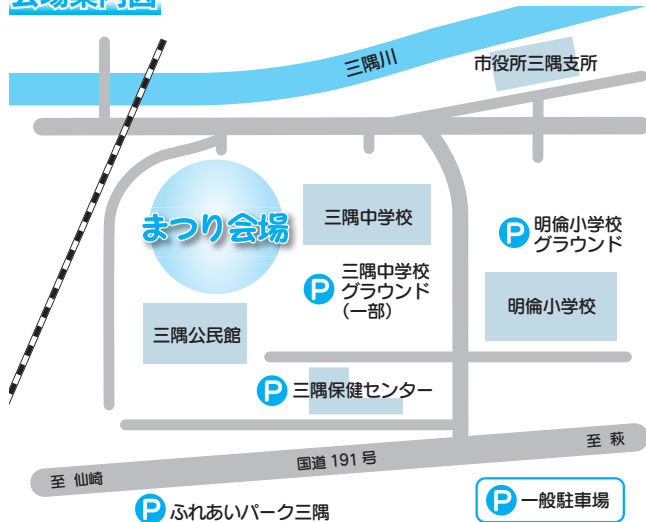 会場案内図
三隅川
市役所三隅支所
まつり会場
三隅中学校
P 明倫小学校
グラウンド
P 三隅中学校
グラウンド
(一部)
明倫小学校
三隅公民館
P 三隅保健センター
至 萩
国道 191 号
至 仙崎
P ふれあいパーク三隅
P 一般駐車場